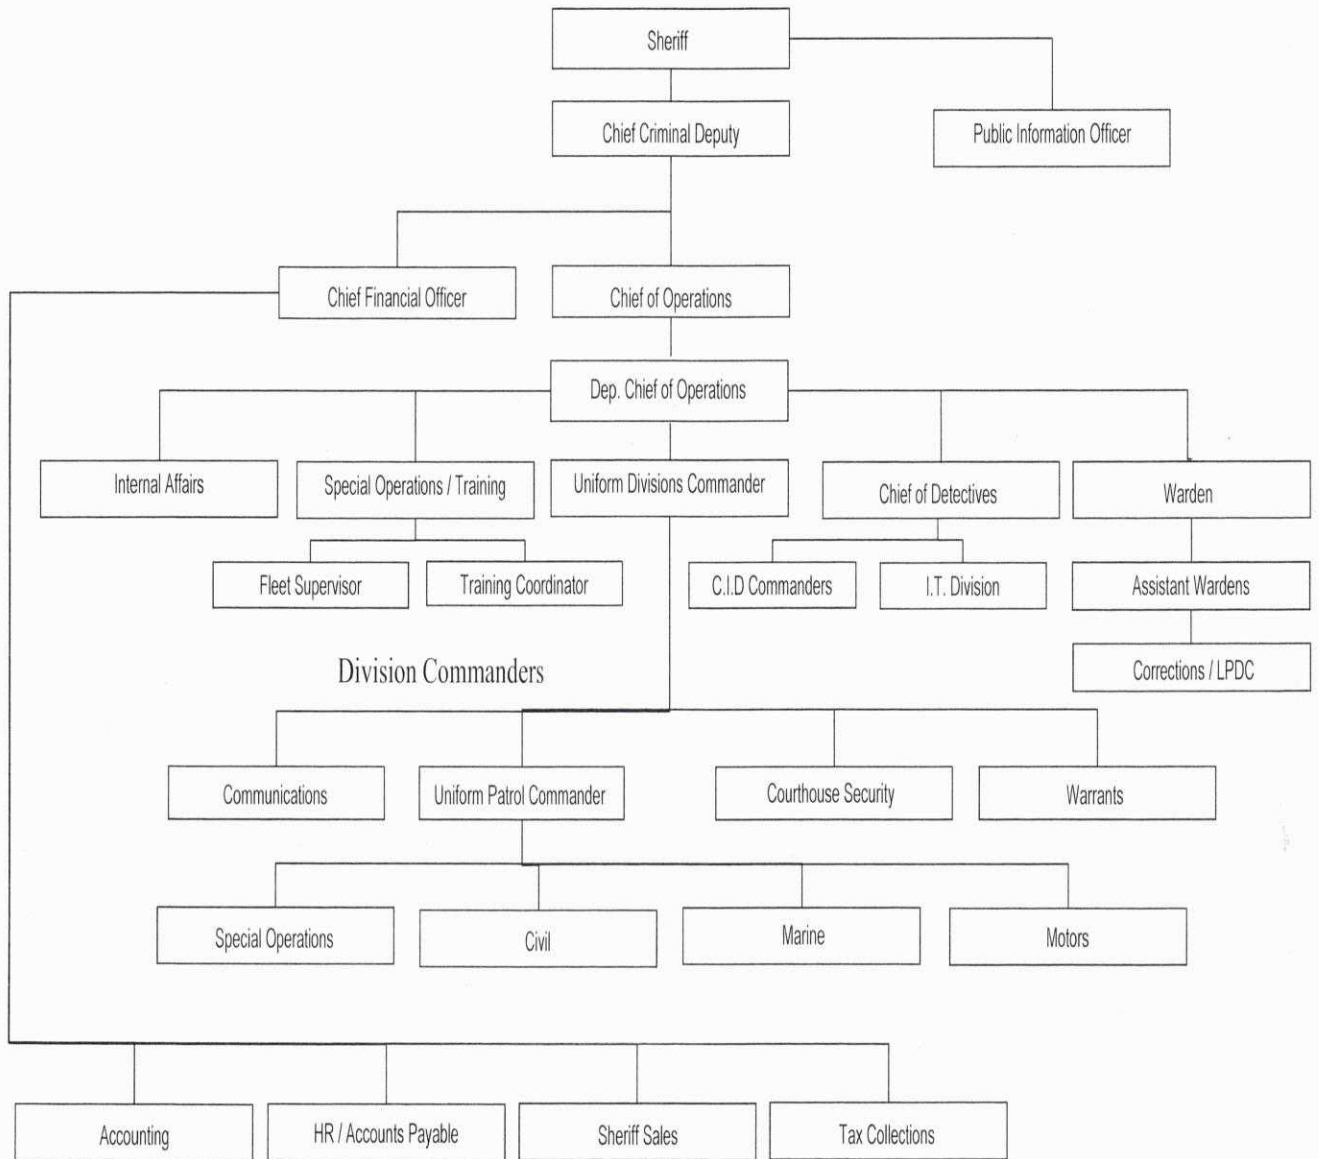 Sheriff
Chief Criminal Deputy
Public Information Officer
Chief Financial Officer
Chief of Operations
Dep. Chief of Operations
Internal Affairs
Special Operations / Training
Uniform Divisions Commander
Chief of Detectives
Warden
Fleet Supervisor
Training Coordinator
C.I.D Commanders
I.T. Division
Assistant Wardens
Division Commanders
Corrections / LPDC
Communications
Uniform Patrol Commander
Courthouse Security
Warrants
Special Operations
Civil
Marine
Motors
Accounting
HR / Accounts Payable
Sheriff Sales
Tax Collections